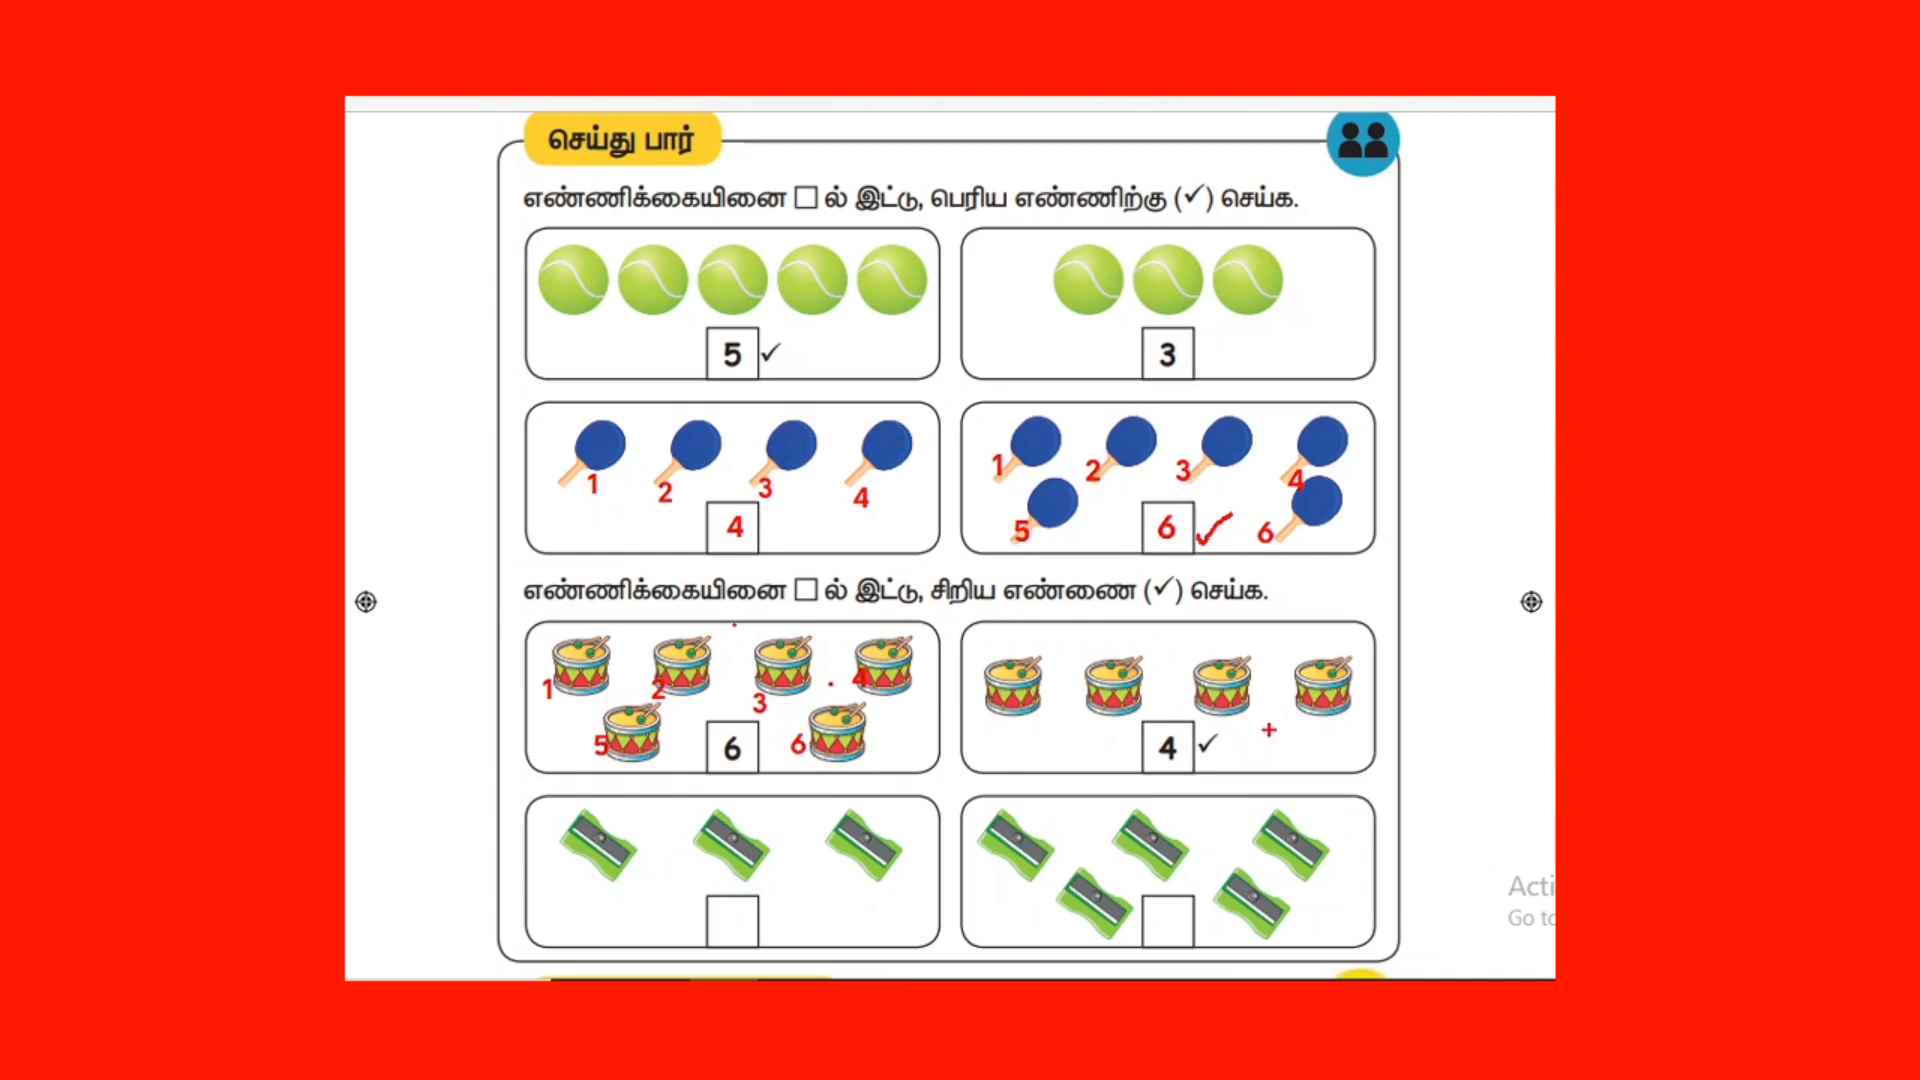 செய்து பார்
எண்ணிக்கையினை □ ல் இட்டு, பெரிய எண்ணிற்கு (✓) செய்க.
5 ✓
3
1 2 3 4
4
1 2 3 4
5 6 ✓ 6
எண்ணிக்கையினை □ ல் இட்டு, சிறிய எண்ணை (✓) செய்க.
1 2 3 4
5 6 6
+
4 ✓
Acti
Go to